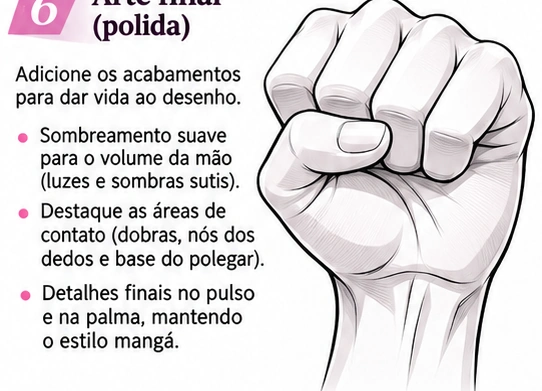 6
Arte final
(polida)
Adicione os acabamentos
para dar vida ao desenho.
Sombreamento suave
para o volume da mão
(luzes e sombras sutis).
Destaque as áreas de
contato (dobras, nós dos
dedos e base do polegar).
Detalhes finais no pulso
e na palma, mantendo
o estilo mangá.